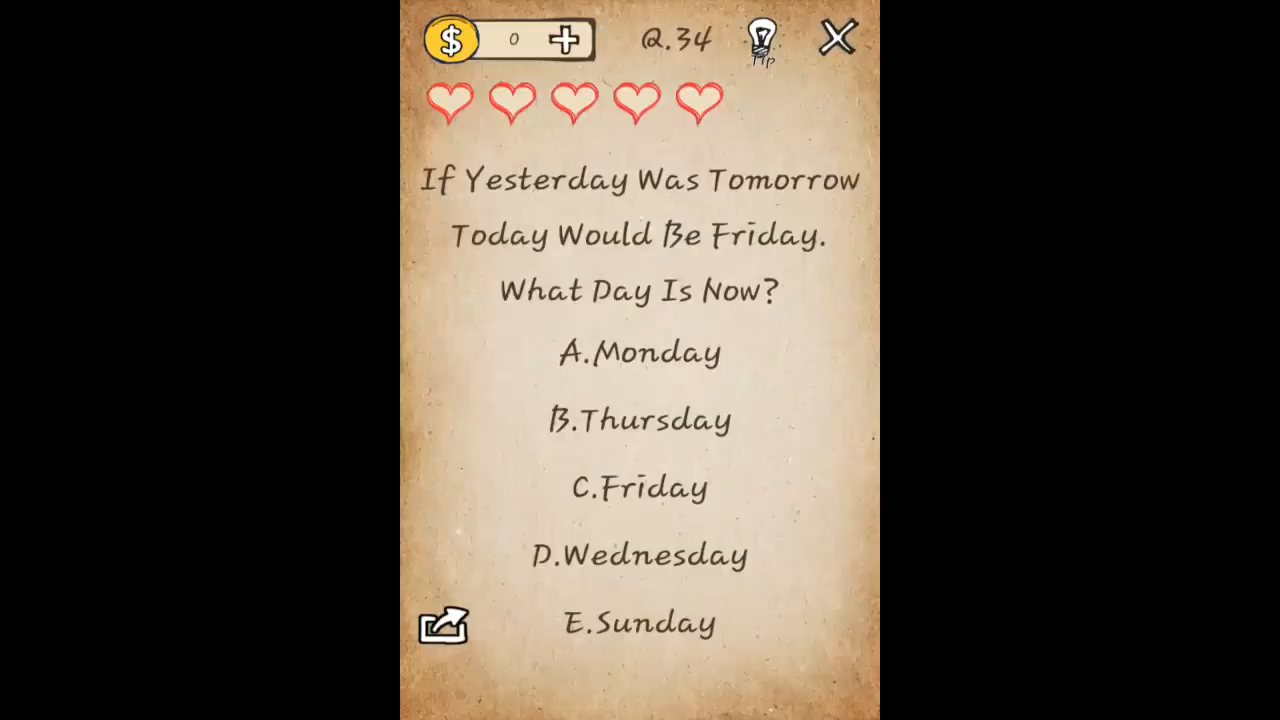 $ 0 + Q.34 Tip
If Yesterday Was Tomorrow
Today Would Be Friday.
What Day Is Now?
A.Monday
B.Thursday
C.Friday
D.Wednesday
E.Sunday